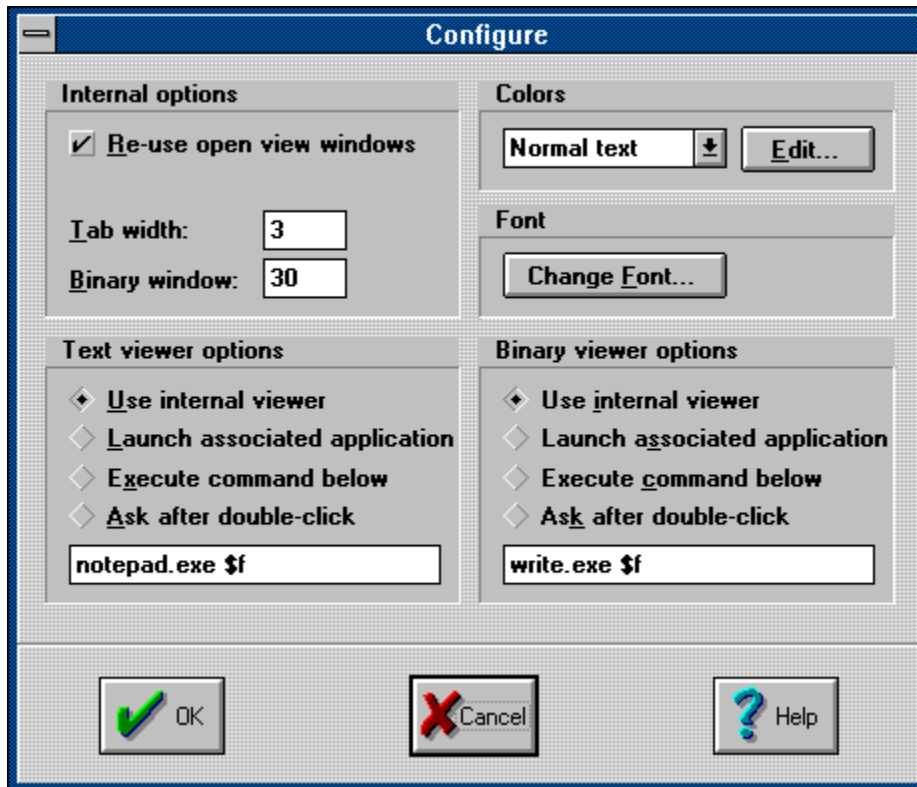 Configure
Internal options
Re-use open view windows
Tab width: 3
Binary window: 30
Colors
Normal text Edit...
Font
Change Font...
Text viewer options
Use internal viewer
Launch associated application
Execute command below
Ask after double-click
notepad.exe $f
Binary viewer options
Use internal viewer
Launch associated application
Execute command below
Ask after double-click
write.exe $f
OK Cancel Help